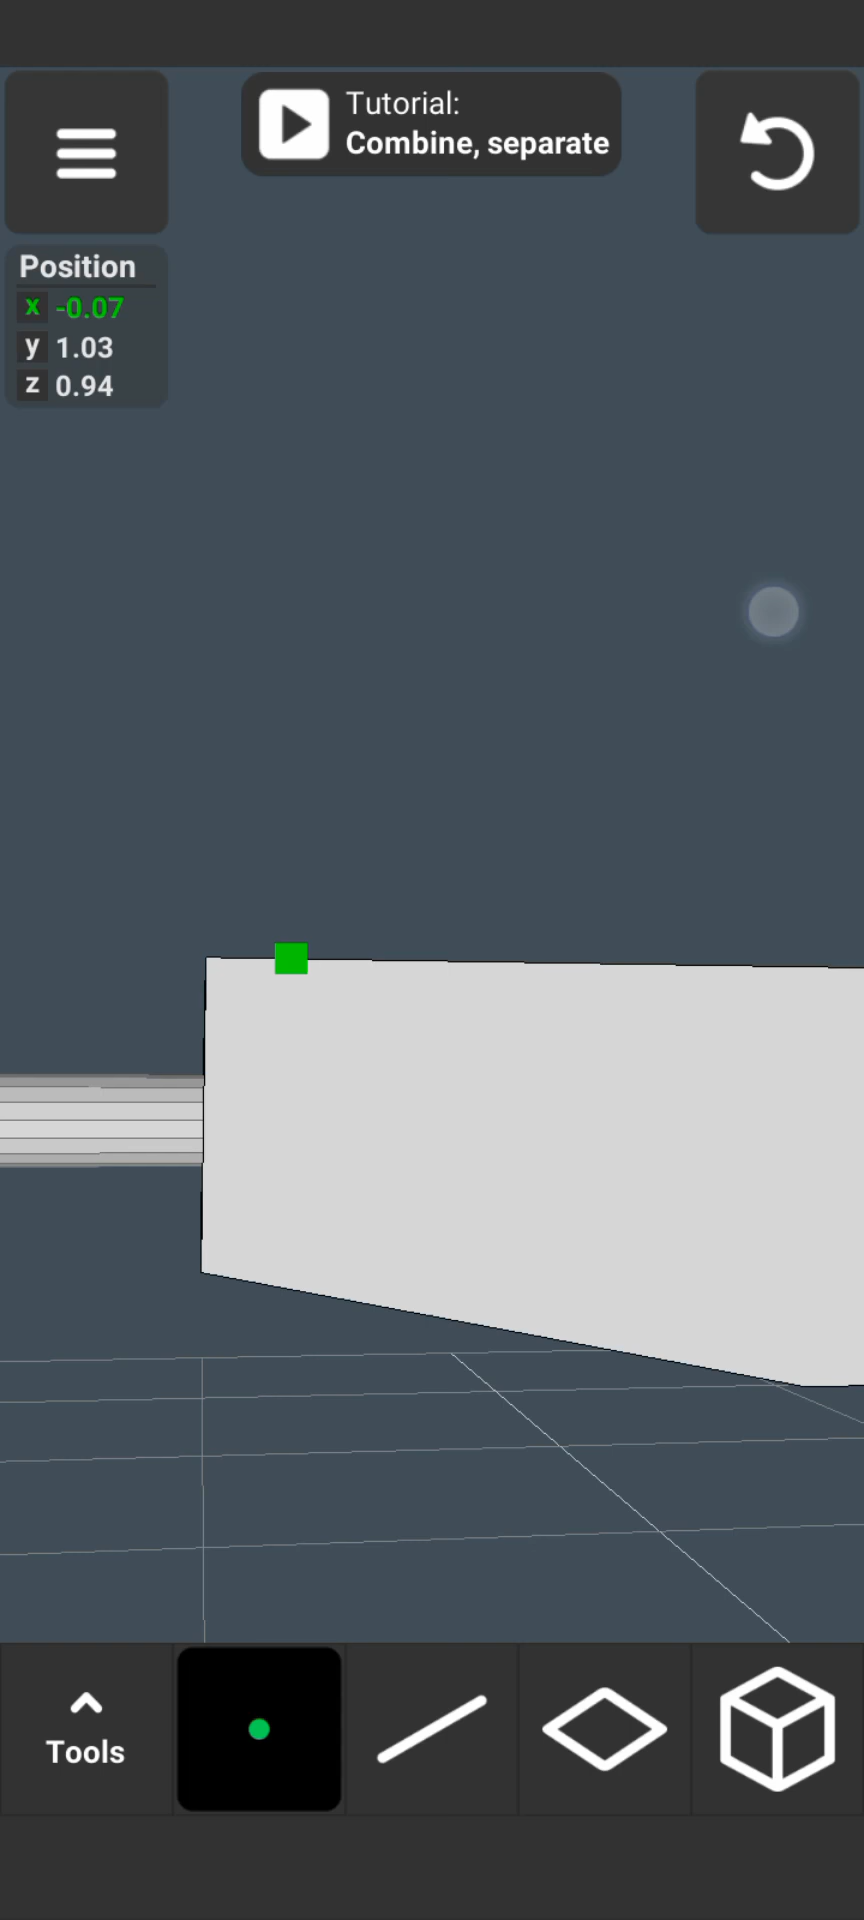 Tutorial:
Combine, separate
Position
x -0.07
y 1.03
z 0.94
Tools